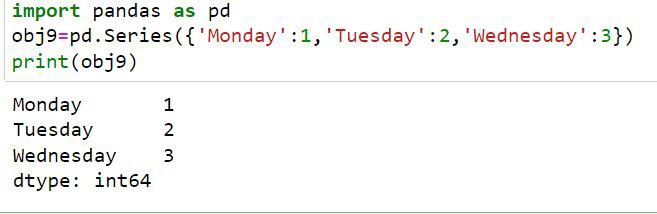 import pandas as pd
obj9=pd.Series({'Monday':1,'Tuesday':2,'Wednesday':3})
print(obj9)
Monday       1
Tuesday      2
Wednesday    3
dtype: int64